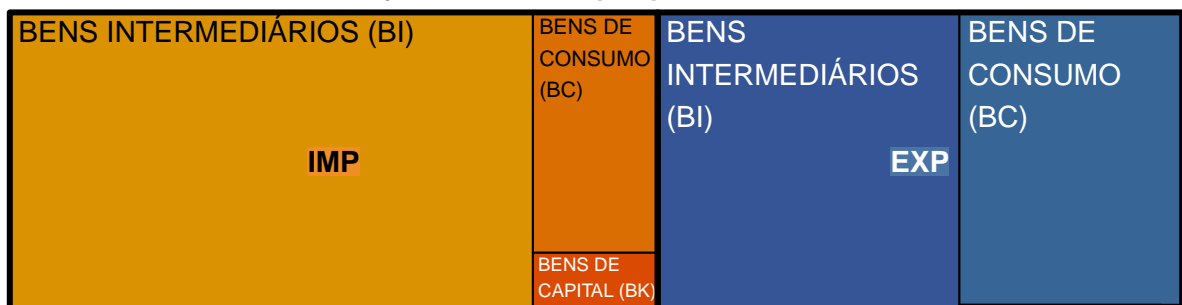 BENS INTERMEDIÁRIOS (BI)
IMP
BENS DE
CONSUMO
(BC)
BENS DE
CAPITAL (BK)
BENS
INTERMEDIÁRIOS
(BI)
EXP
BENS DE
CONSUMO
(BC)